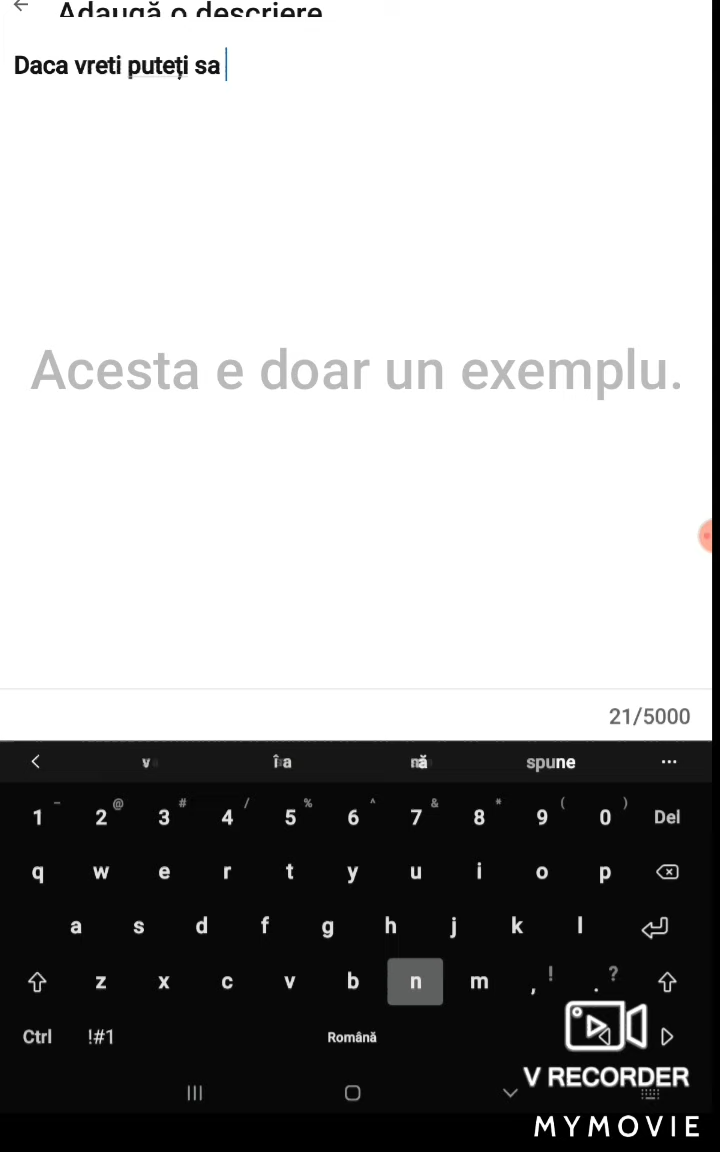 Adaugă o descriere
Daca vreti puteți sa
Acesta e doar un exemplu.
21/5000
spune
1 - 2 @ 3 # 4 / 5 % 6 ^ 7 & 8 * 9 ( 0 ) Del
q w e r t y u i o p
a s d f g h j k l
z x c v b n m , ! . ?
Ctrl !#1 Română
V RECORDER
MYMOVIE